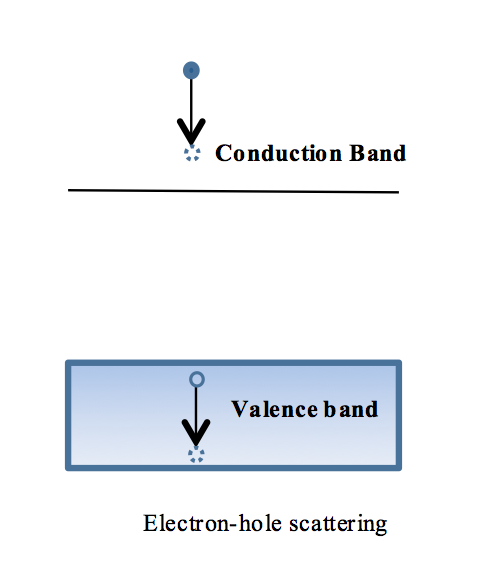 Conduction Band
Valence band
Electron-hole scattering